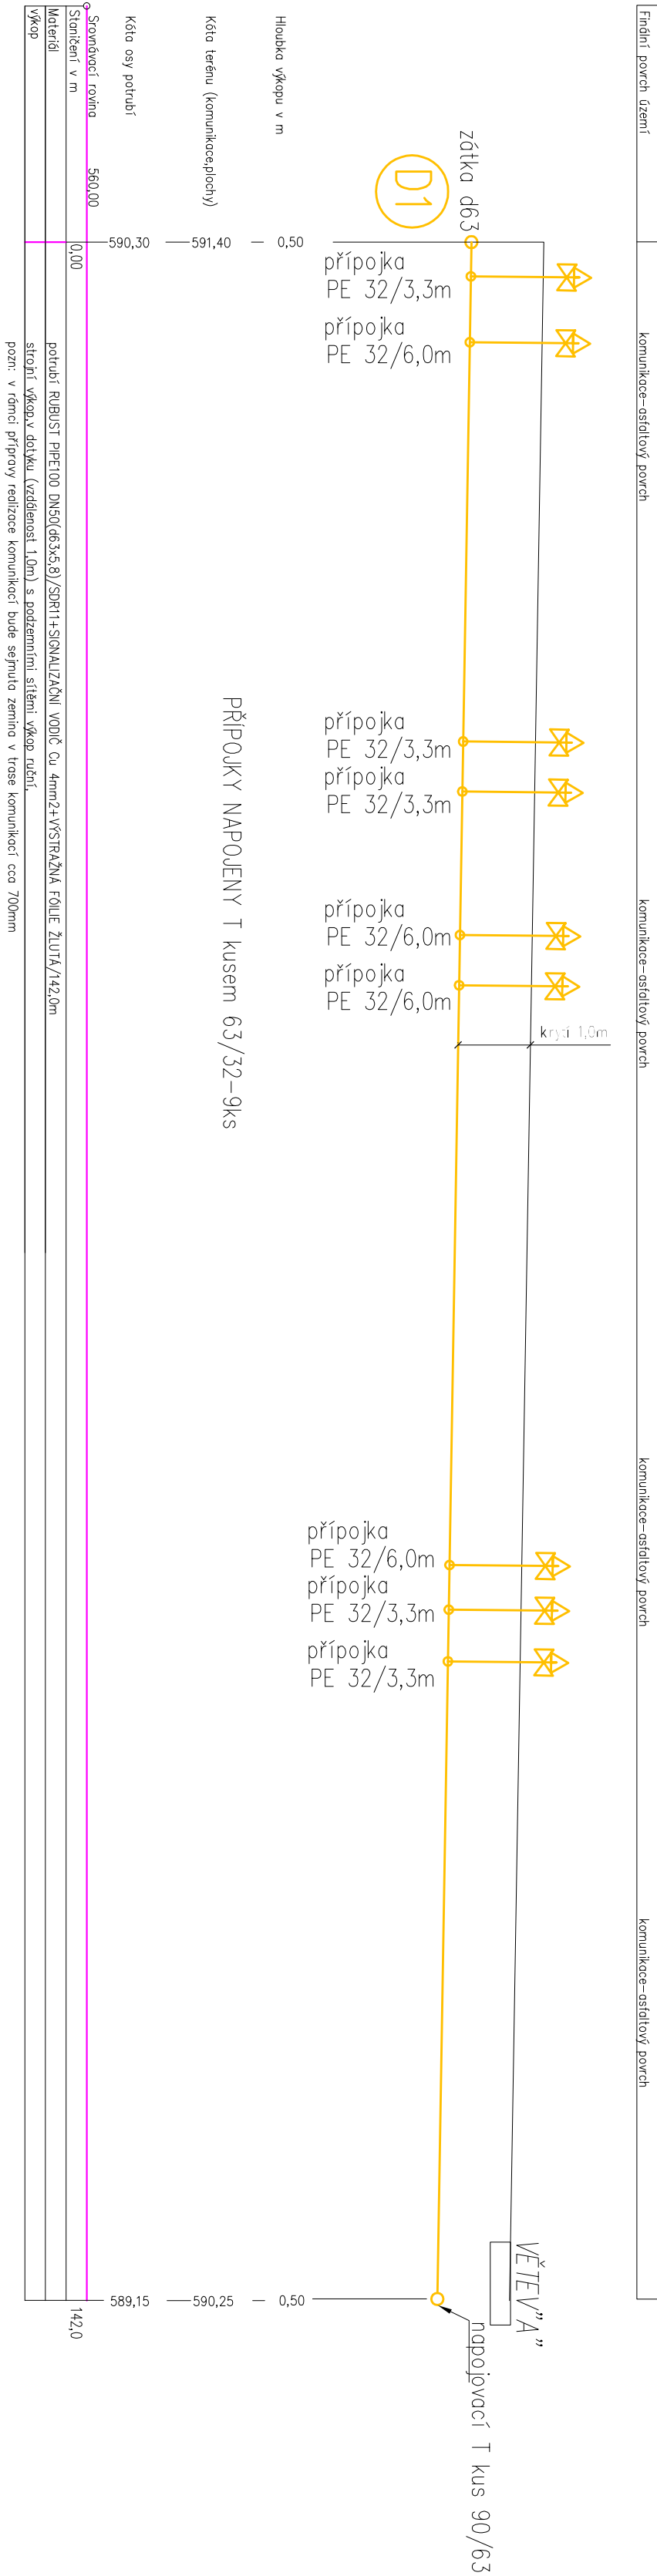 Finální povrch území
komunikace-asfaltový povrch
komunikace-asfaltový povrch
komunikace-asfaltový povrch
komunikace-asfaltový povrch
krytí 1,0m
VĚTEV"A"
napojovací T kus 90/63
zátka d63
D1
přípojka
PE 32/3,3m
přípojka
PE 32/6,0m
přípojka
PE 32/3,3m
přípojka
PE 32/3,3m
přípojka
PE 32/6,0m
přípojka
PE 32/6,0m
přípojka
PE 32/6,0m
přípojka
PE 32/3,3m
přípojka
PE 32/3,3m
PŘÍPOJKY NAPOJENY T kusem 63/32-9ks
Hloubka výkopu v m
0,50
0,50
Kóta terénu (komunikace,plochy)
591,40
590,25
Kóta osy potrubí
590,30
589,15
Srovnávací rovina
560,00
Staničení v m
0,00
142,0
Materiál
potrubí RUBUST PIPE100 DN50(d63x5,8)/SDR11+SIGNALIZAČNÍ VODIČ Cu 4mm2+VÝSTRAŽNÁ FÓLIE ŽLUTÁ/142,0m
výkop
strojní výkop,v dotyku (vzdálenost 1,0m) s podzemními sítěmi výkop ruční,
pozn: v rámci přípravy realizace komunikací bude sejmuta zemina v trase komunikací cca 700mm